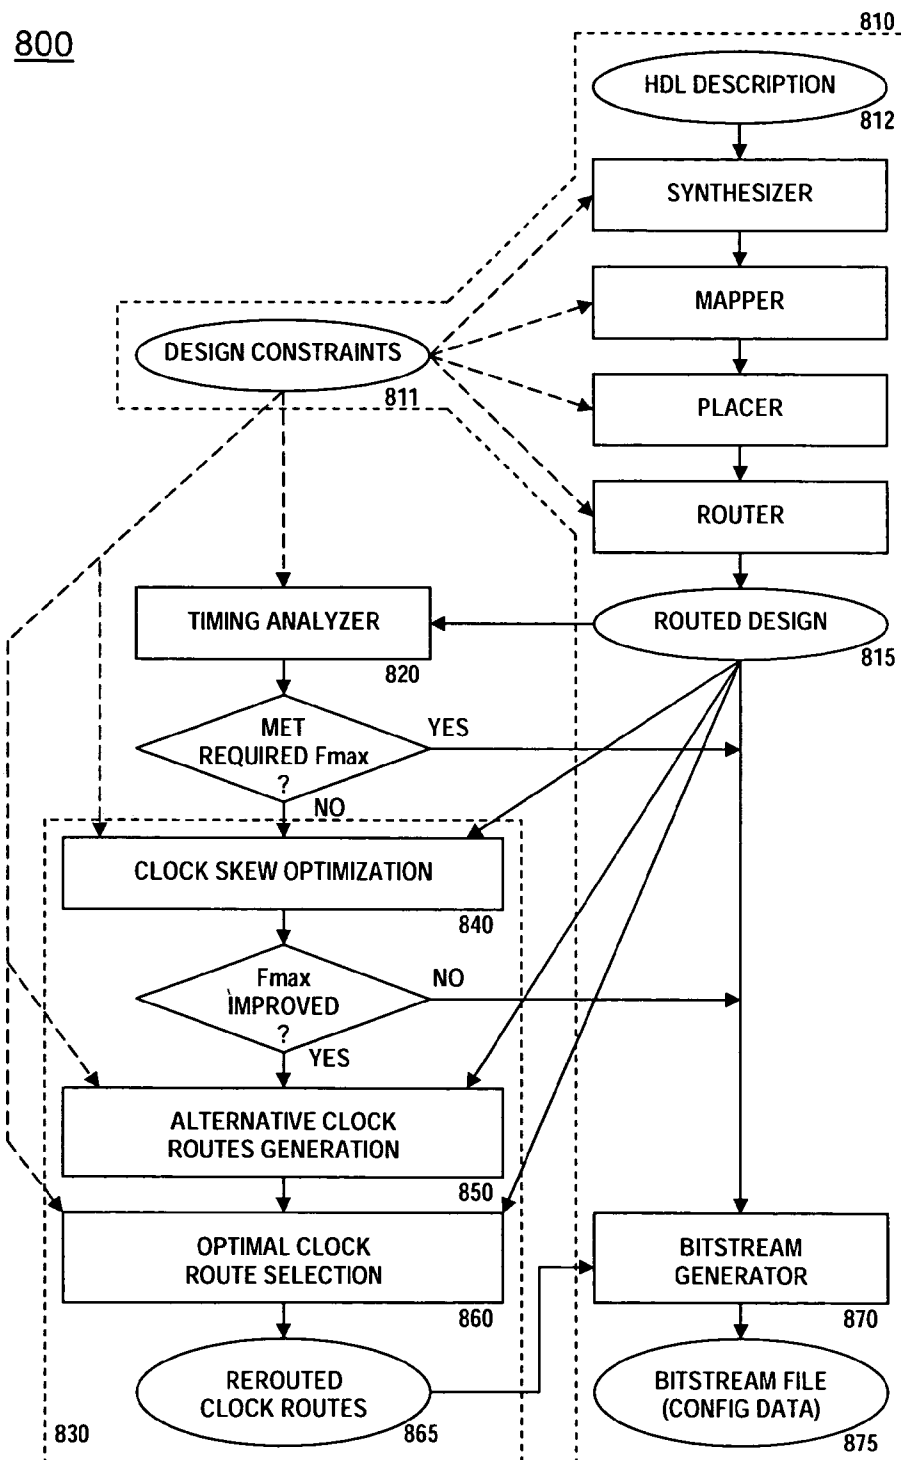 800
810
HDL DESCRIPTION
812
SYNTHESIZER
MAPPER
DESIGN CONSTRAINTS
811
PLACER
ROUTER
TIMING ANALYZER
820
ROUTED DESIGN
815
MET
REQUIRED Fmax
?
YES
NO
CLOCK SKEW OPTIMIZATION
840
Fmax
IMPROVED
?
NO
YES
ALTERNATIVE CLOCK
ROUTES GENERATION
850
OPTIMAL CLOCK
ROUTE SELECTION
860
BITSTREAM
GENERATOR
870
REROUTED
CLOCK ROUTES
865
830
BITSTREAM FILE
(CONFIG DATA)
875